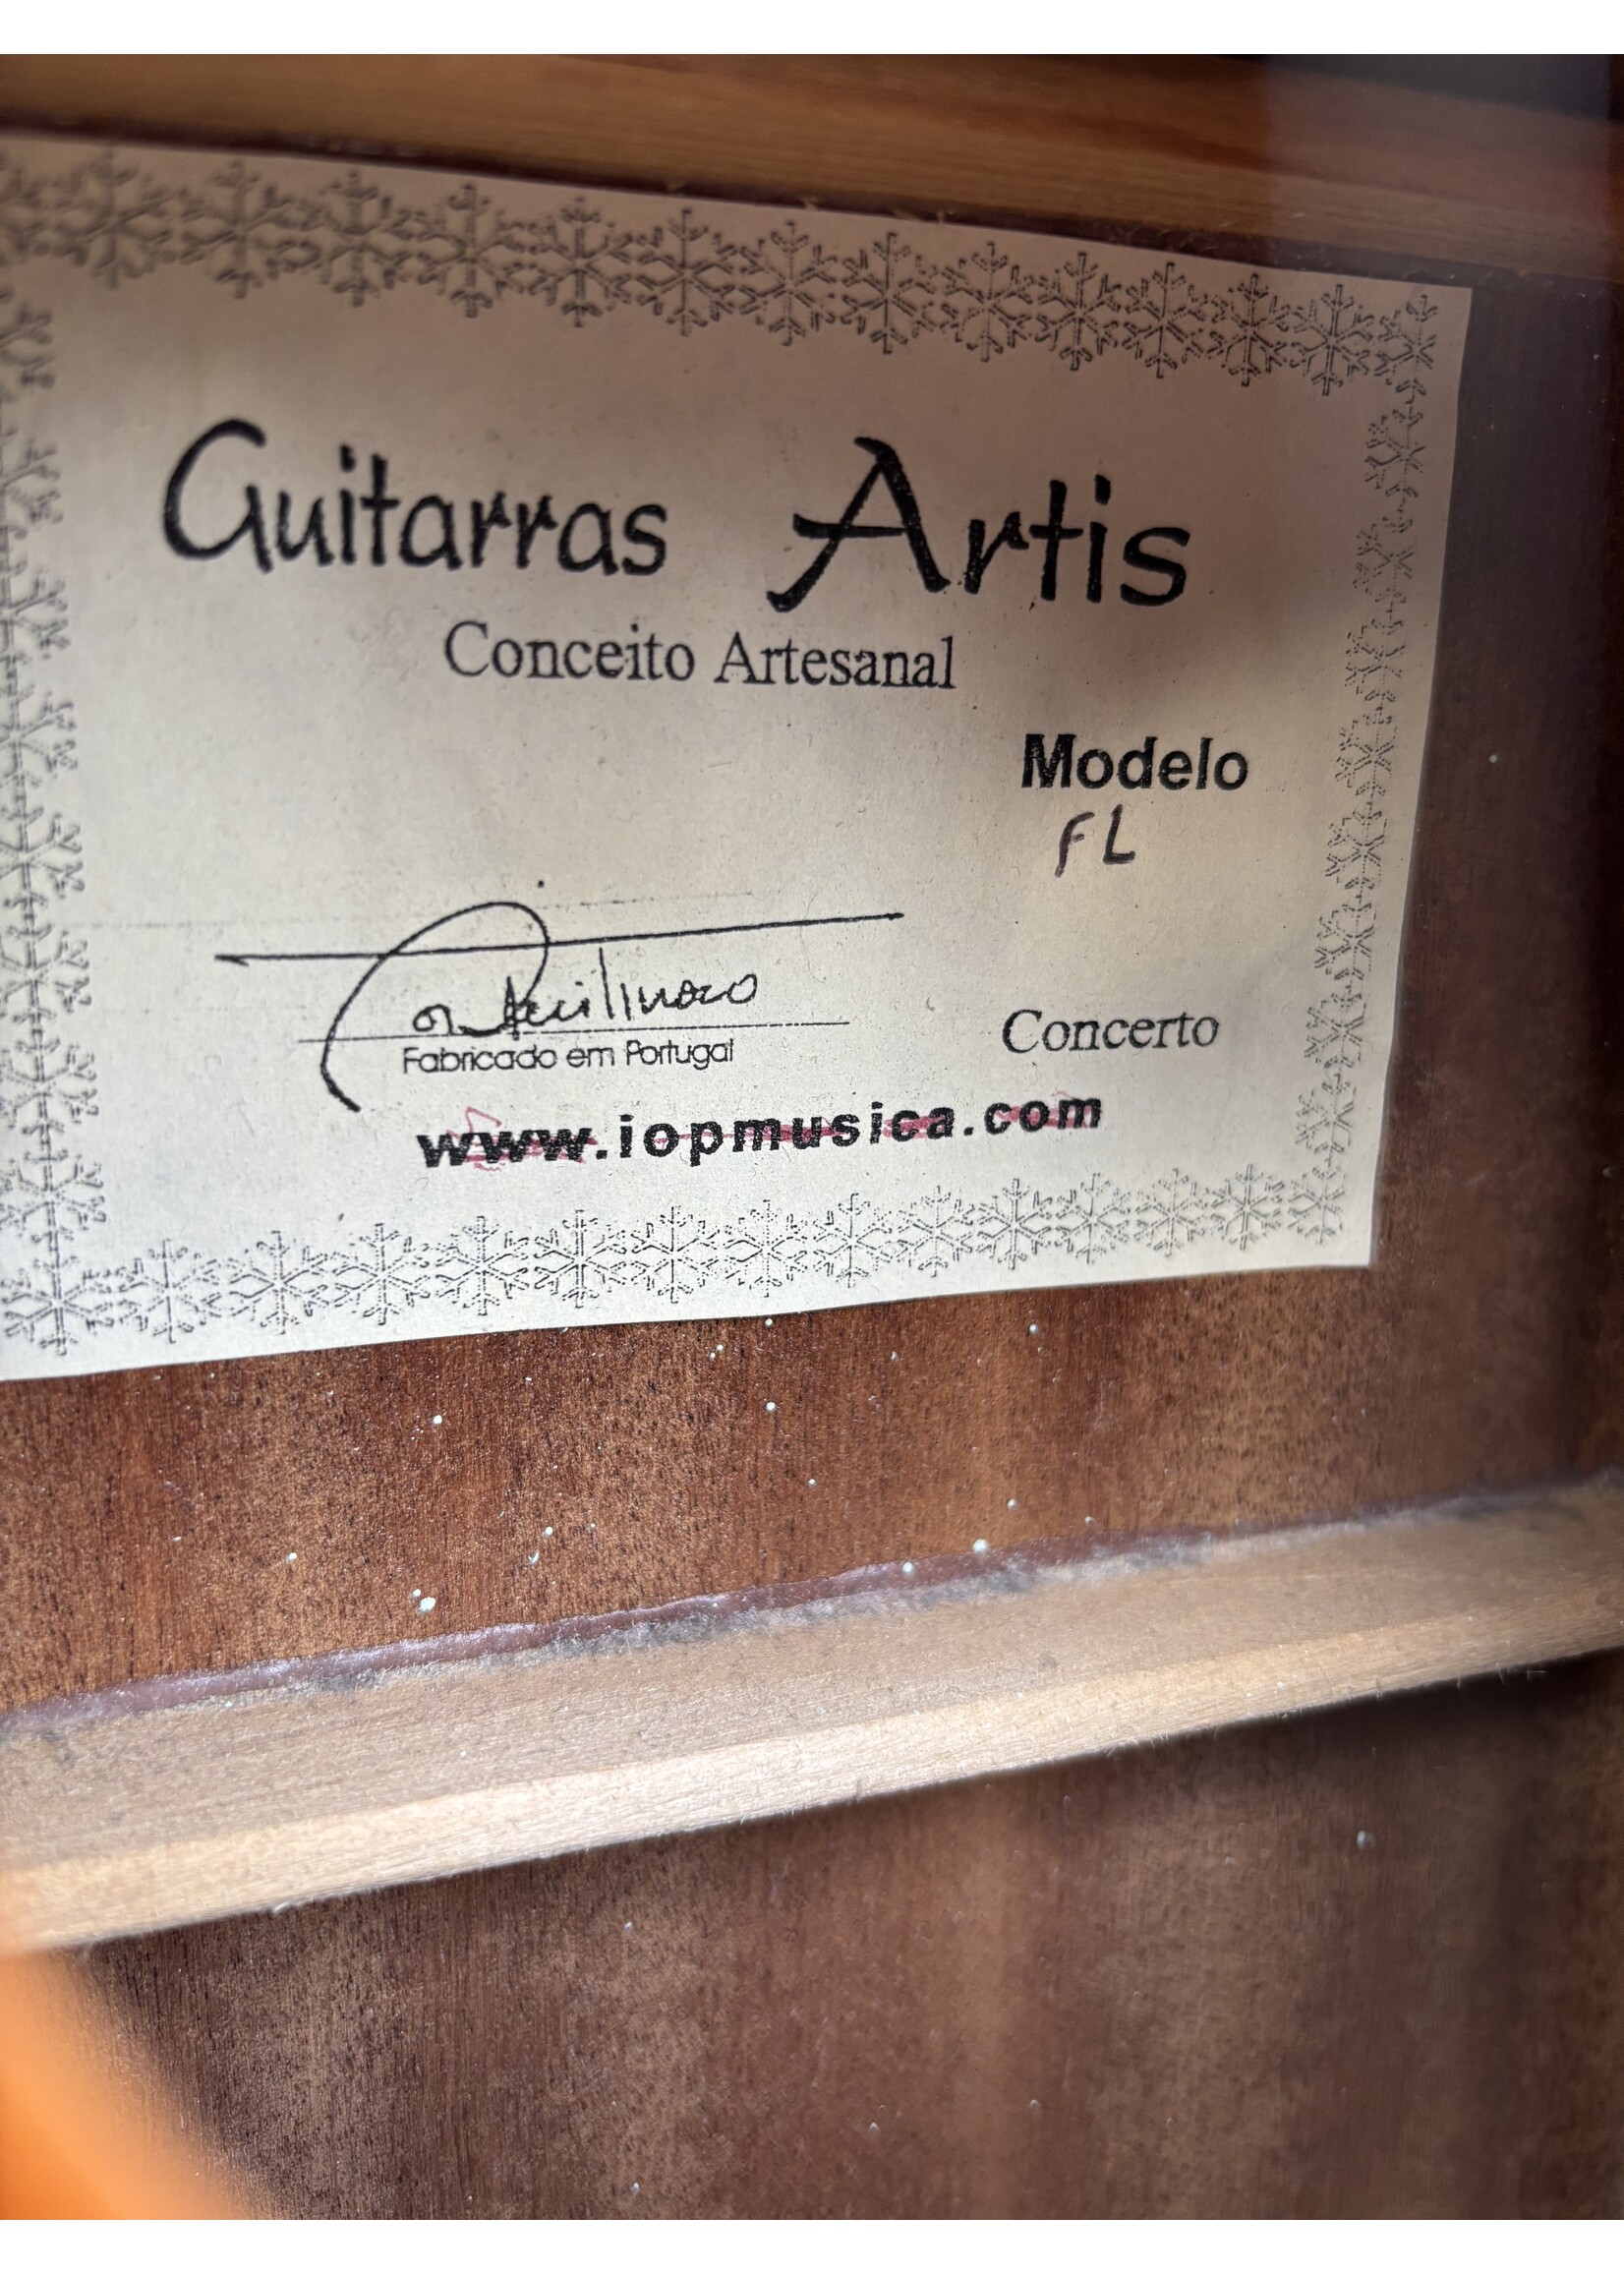 Guitarras Artis
Conceito Artesanal
Modelo
FL
Fabricado em Portugal
Concerto
www.iopmusica.com